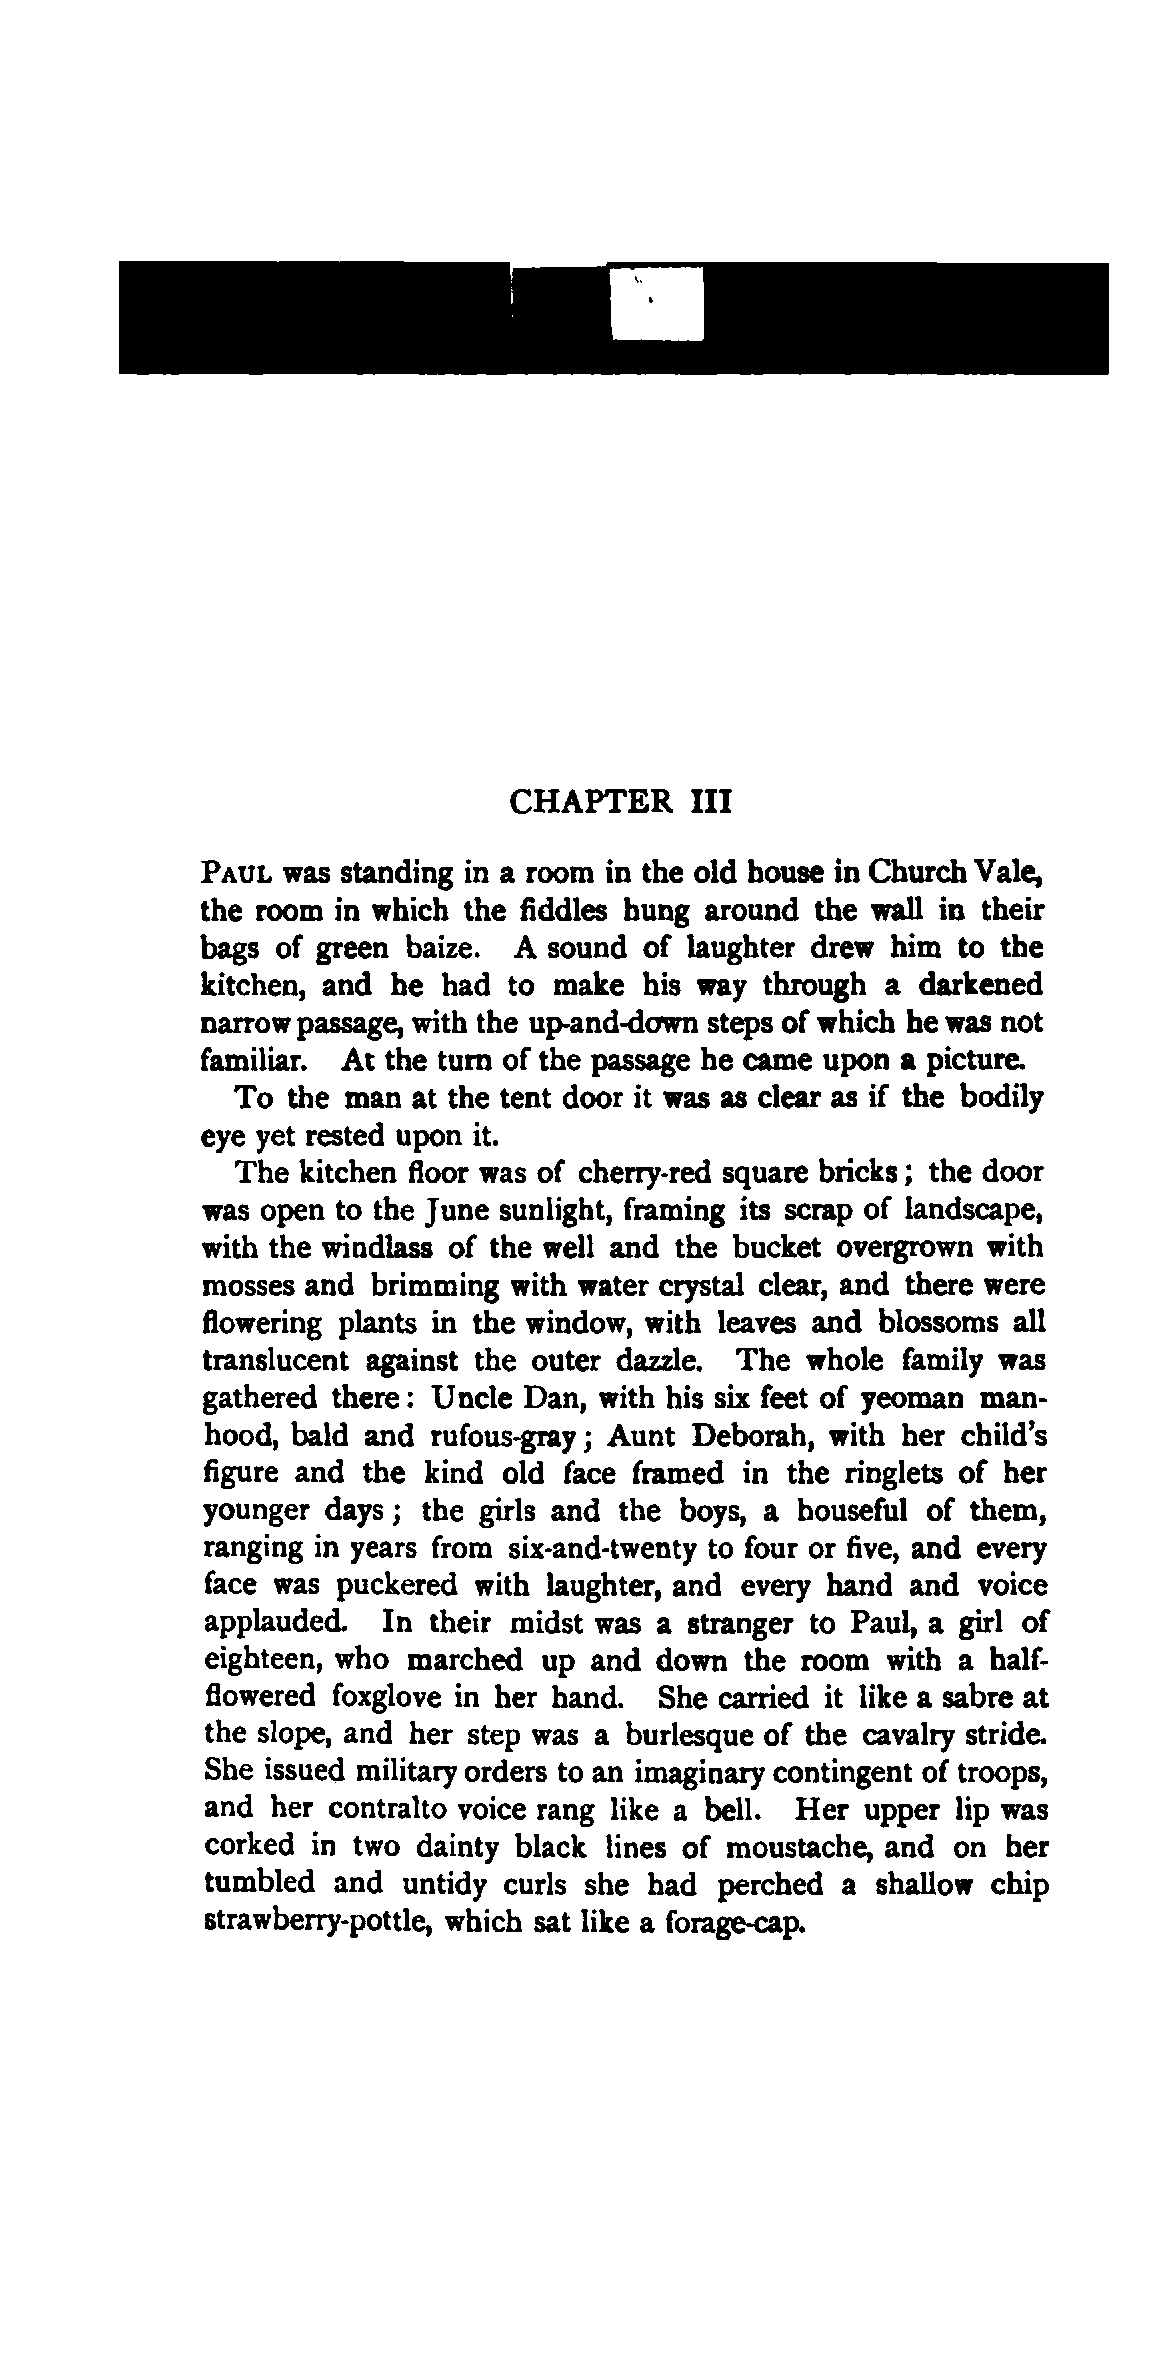 CHAPTER III
PAUL was standing in a room in the old house in Church Vale,
the room in which the fiddles hung around the wall in their
bags of green baize. A sound of laughter drew him to the
kitchen, and he had to make his way through a darkened
narrow passage, with the up-and-down steps of which he was not
familiar. At the turn of the passage he came upon a picture.
To the man at the tent door it was as clear as if the bodily
eye yet rested upon it.
The kitchen floor was of cherry-red square bricks; the door
was open to the June sunlight, framing its scrap of landscape,
with the windlass of the well and the bucket overgrown with
mosses and brimming with water crystal clear, and there were
flowering plants in the window, with leaves and blossoms all
translucent against the outer dazzle. The whole family was
gathered there: Uncle Dan, with his six feet of yeoman man-
hood, bald and rufous-gray; Aunt Deborah, with her child's
figure and the kind old face framed in the ringlets of her
younger days; the girls and the boys, a houseful of them,
ranging in years from six-and-twenty to four or five, and every
face was puckered with laughter, and every hand and voice
applauded. In their midst was a stranger to Paul, a girl of
eighteen, who marched up and down the room with a half-
flowered foxglove in her hand. She carried it like a sabre at
the slope, and her step was a burlesque of the cavalry stride.
She issued military orders to an imaginary contingent of troops,
and her contralto voice rang like a bell. Her upper lip was
corked in two dainty black lines of moustache, and on her
tumbled and untidy curls she had perched a shallow chip
strawberry-pottle, which sat like a forage-cap.